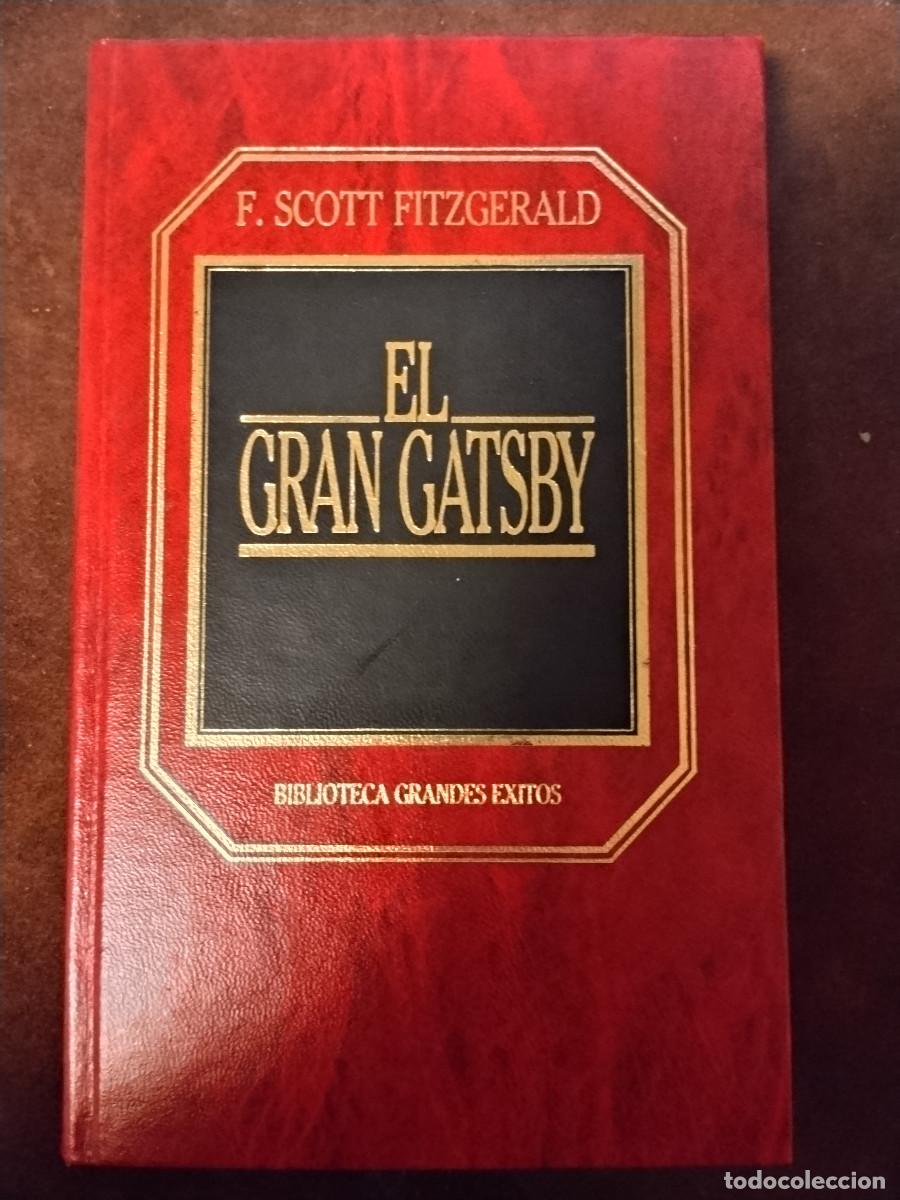 F. SCOTT FITZGERALD
EL
GRAN GATSBY
BIBLIOTECA GRANDES EXITOS
todocoleccion